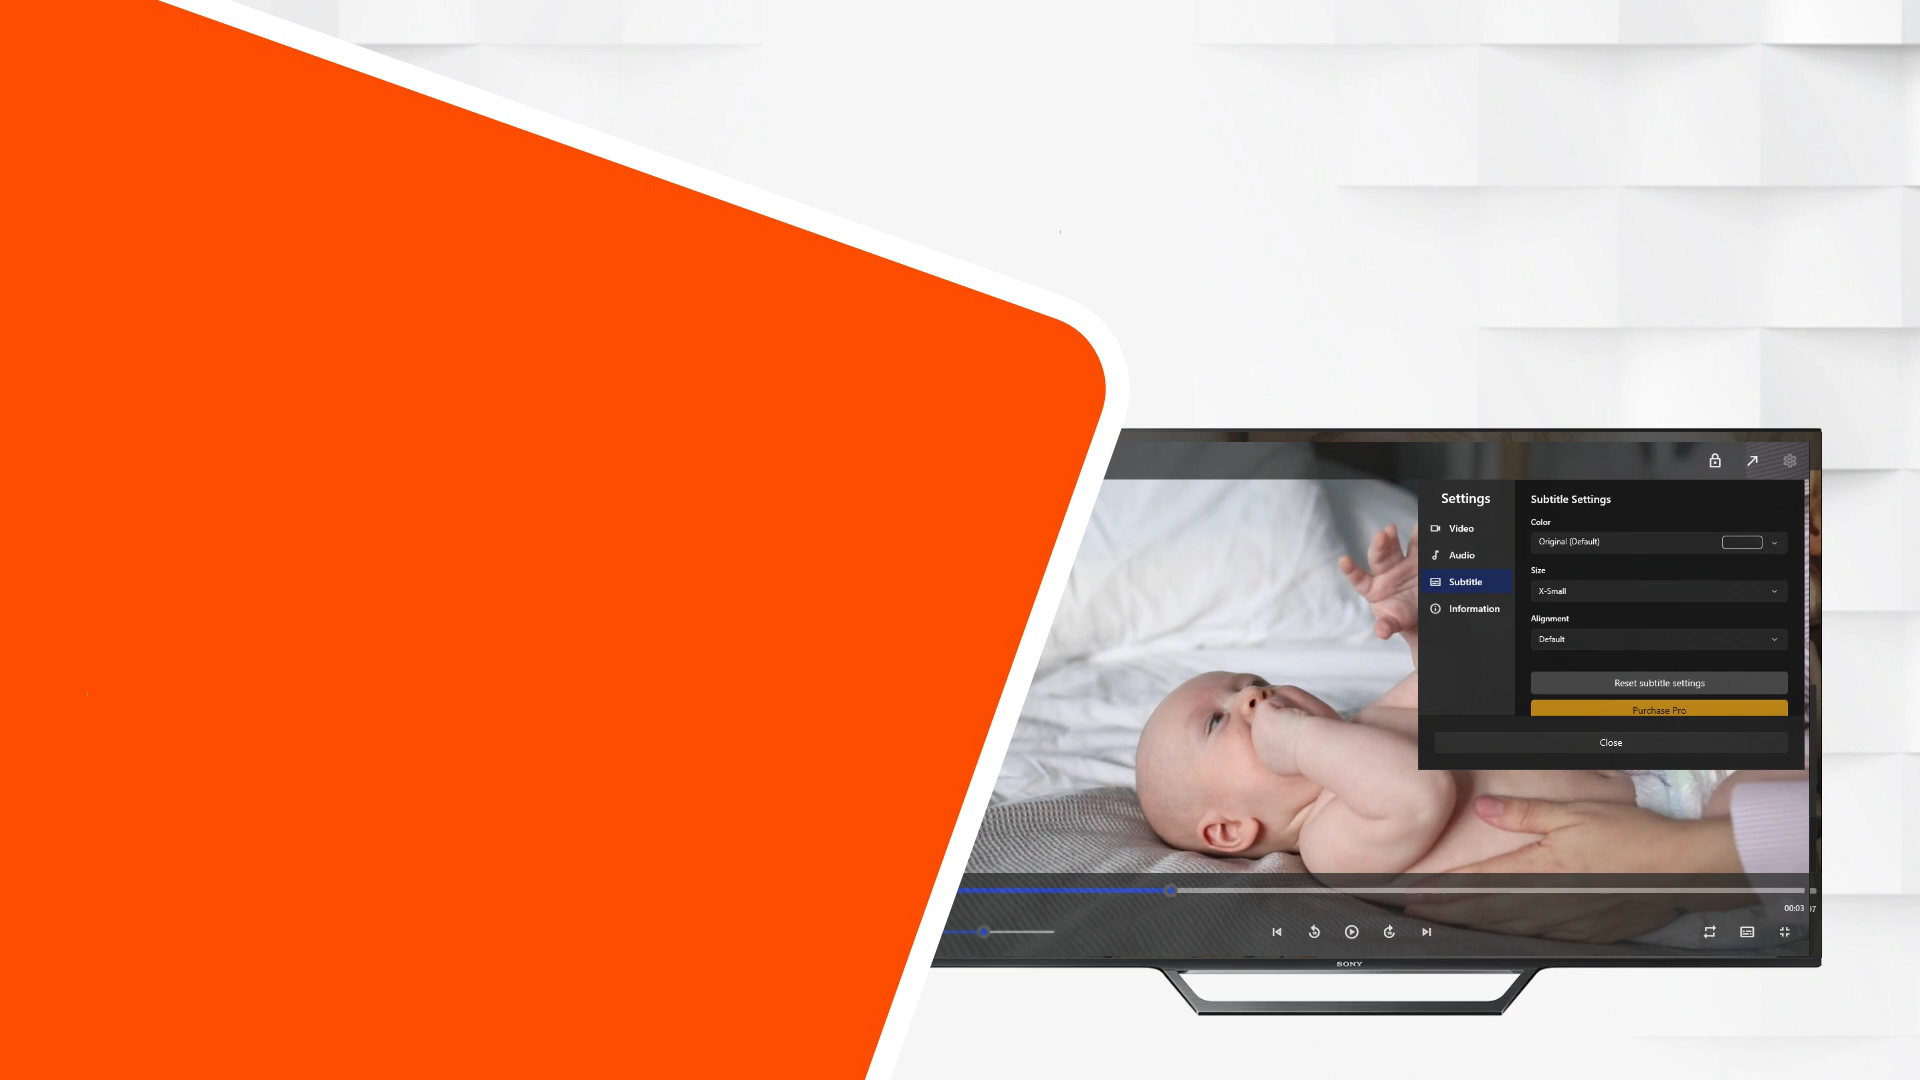 Settings
Video
Audio
Subtitle
Information
Subtitle Settings
Color
Original (Default)
Size
X-Small
Alignment
Default
Reset subtitle settings
Purchase Pro
Close
00:03
07
SONY